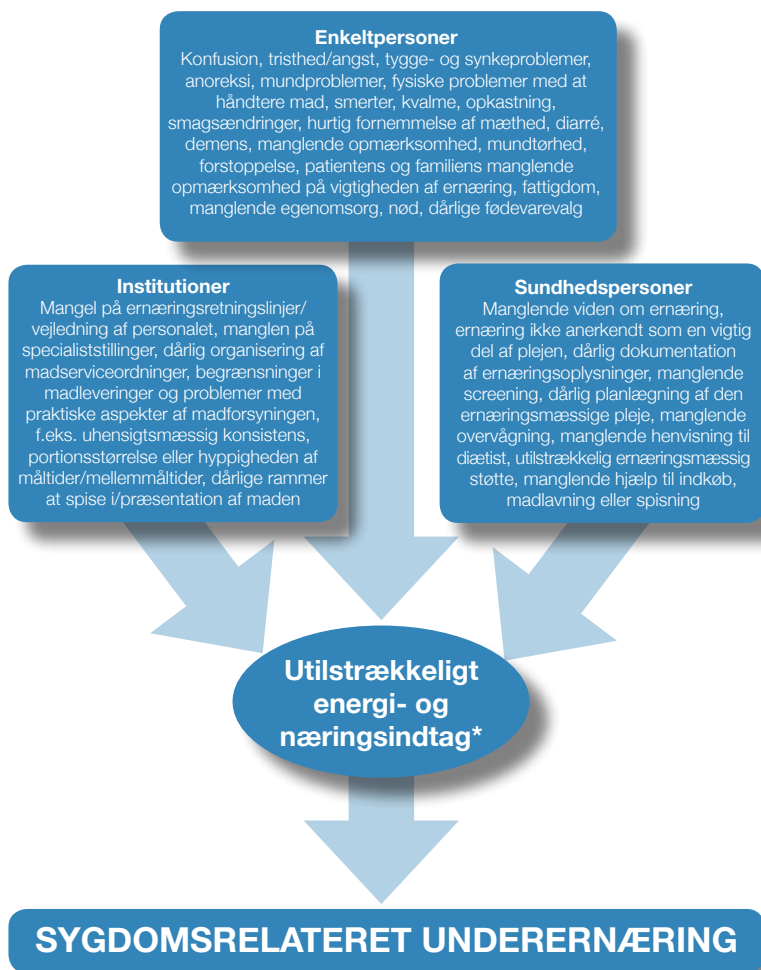 Enkeltpersoner
Konfusion, tristhed/angst, tygge- og synkeproblemer,
anoreksi, mundproblemer, fysiske problemer med at
håndtere mad, smerter, kvalme, opkastning,
smagsændringer, hurtig fornemmelse af mæthed, diarré,
demens, manglende opmærksomhed, mundtørhed,
forstoppelse, patientens og familiens manglende
opmærksomhed på vigtigheden af ernæring, fattigdom,
manglende egenomsorg, nød, dårlige fødevarevalg
Institutioner
Mangel på ernæringsretningslinjer/
vejledning af personalet, manglen på
specialiststillinger, dårlig organisering af
madserviceordninger, begrænsninger i
madleveringer og problemer med
praktiske aspekter af madforsyningen,
f.eks. uhensigtsmæssig konsistens,
portionsstørrelse eller hyppigheden af
måltider/mellemmåltider, dårlige rammer
at spise i/præsentation af maden
Sundhedspersoner
Manglende viden om ernæring,
ernæring ikke anerkendt som en vigtig
del af plejen, dårlig dokumentation
af ernæringsoplysninger, manglende
screening, dårlig planlægning af den
ernæringsmæssige pleje, manglende
overvågning, manglende henvisning til
diætist, utilstrækkelig ernæringsmæssig
støtte, manglende hjælp til indkøb,
madlavning eller spisning
Utilstrækkeligt
energi- og
næringsindtag*
SYGDOMSRELATERET UNDERERNÆRING